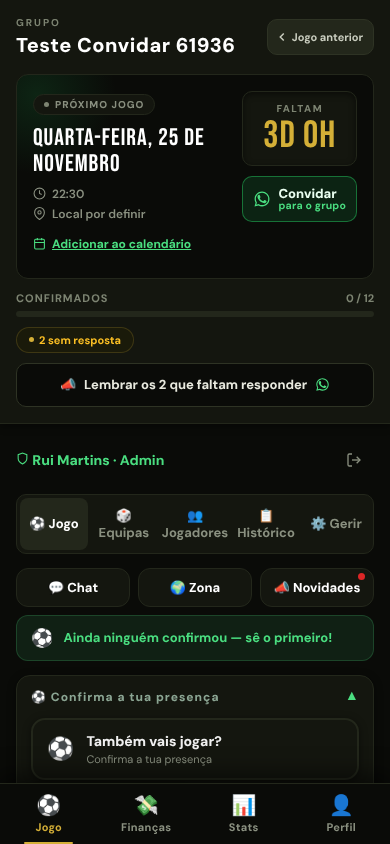 GRUPO
Teste Convidar 61936
Jogo anterior
PRÓXIMO JOGO
QUARTA-FEIRA, 25 DE
NOVEMBRO
22:30
Local por definir
Adicionar ao calendário
FALTAM
3D 0H
Convidar
para o grupo
CONFIRMADOS
0 / 12
2 sem resposta
Lembrar os 2 que faltam responder
Rui Martins · Admin
Jogo
Equipas
Jogadores
Histórico
Gerir
Chat
Zona
Novidades
Ainda ninguém confirmou — sê o primeiro!
Confirma a tua presença
Também vais jogar?
Confirma a tua presença
Jogo
Finanças
Stats
Perfil